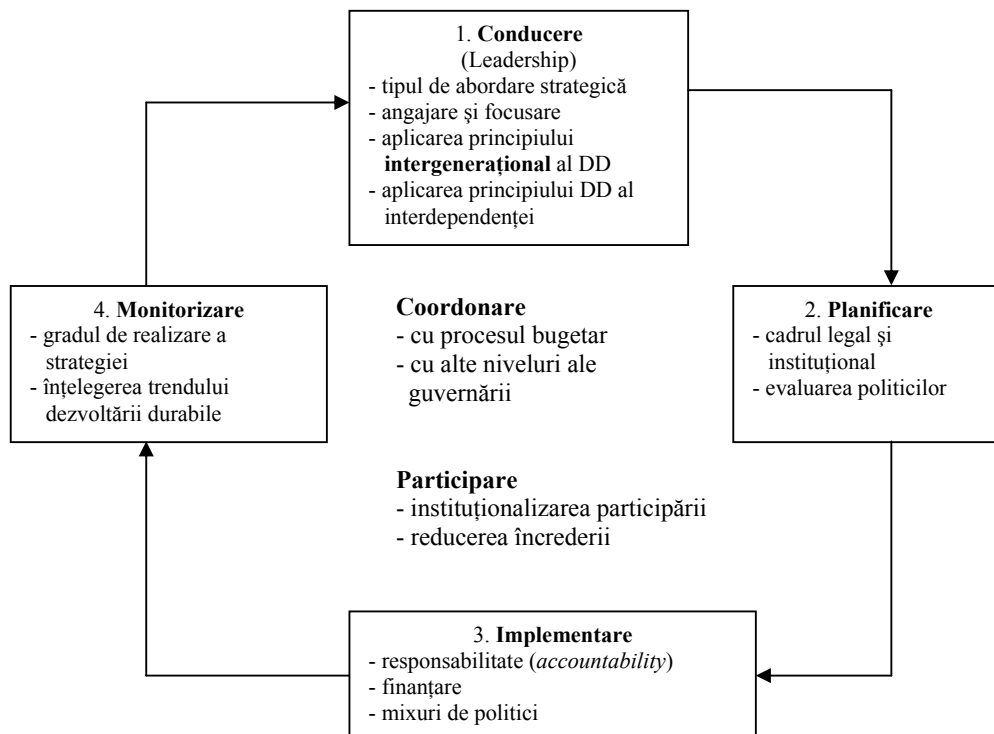 1. Conducere
(Leadership)
- tipul de abordare strategică
- angajare şi focusare
- aplicarea principiului
intergeneraţional al DD
- aplicarea principiului DD al
interdependenţei
4. Monitorizare
- gradul de realizare a
strategiei
- înţelegerea trendului
dezvoltării durabile
Coordonare
- cu procesul bugetar
- cu alte niveluri ale
guvernării
2. Planificare
- cadrul legal şi
instituţional
- evaluarea politicilor
Participare
- instituţionalizarea participării
- reducerea încrederii
3. Implementare
- responsabilitate (accountability)
- finanţare
- mixuri de politici